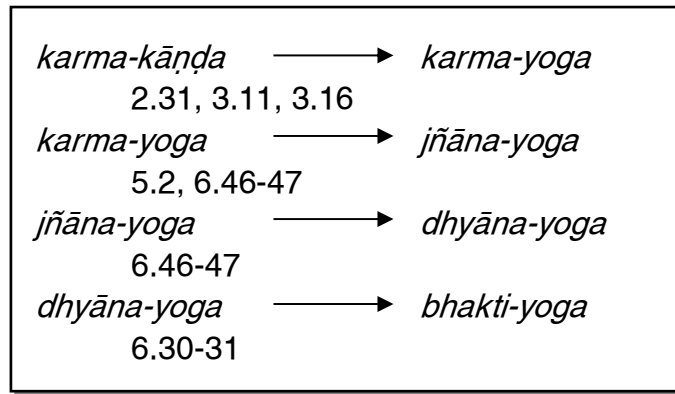 karma-kāṇḍa → karma-yoga
2.31, 3.11, 3.16
karma-yoga → jñāna-yoga
5.2, 6.46-47
jñāna-yoga → dhyāna-yoga
6.46-47
dhyāna-yoga → bhakti-yoga
6.30-31